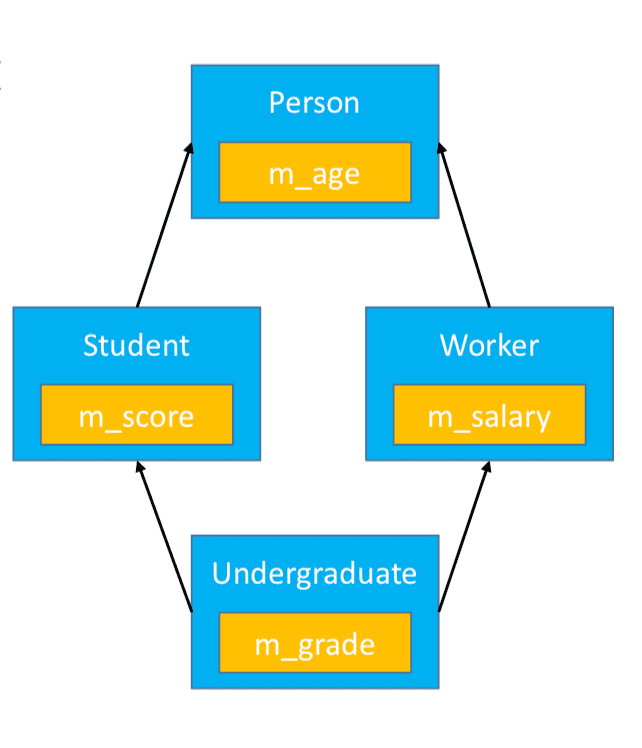 Person
m_age
Student
Worker
m_score
m_salary
Undergraduate
m_grade